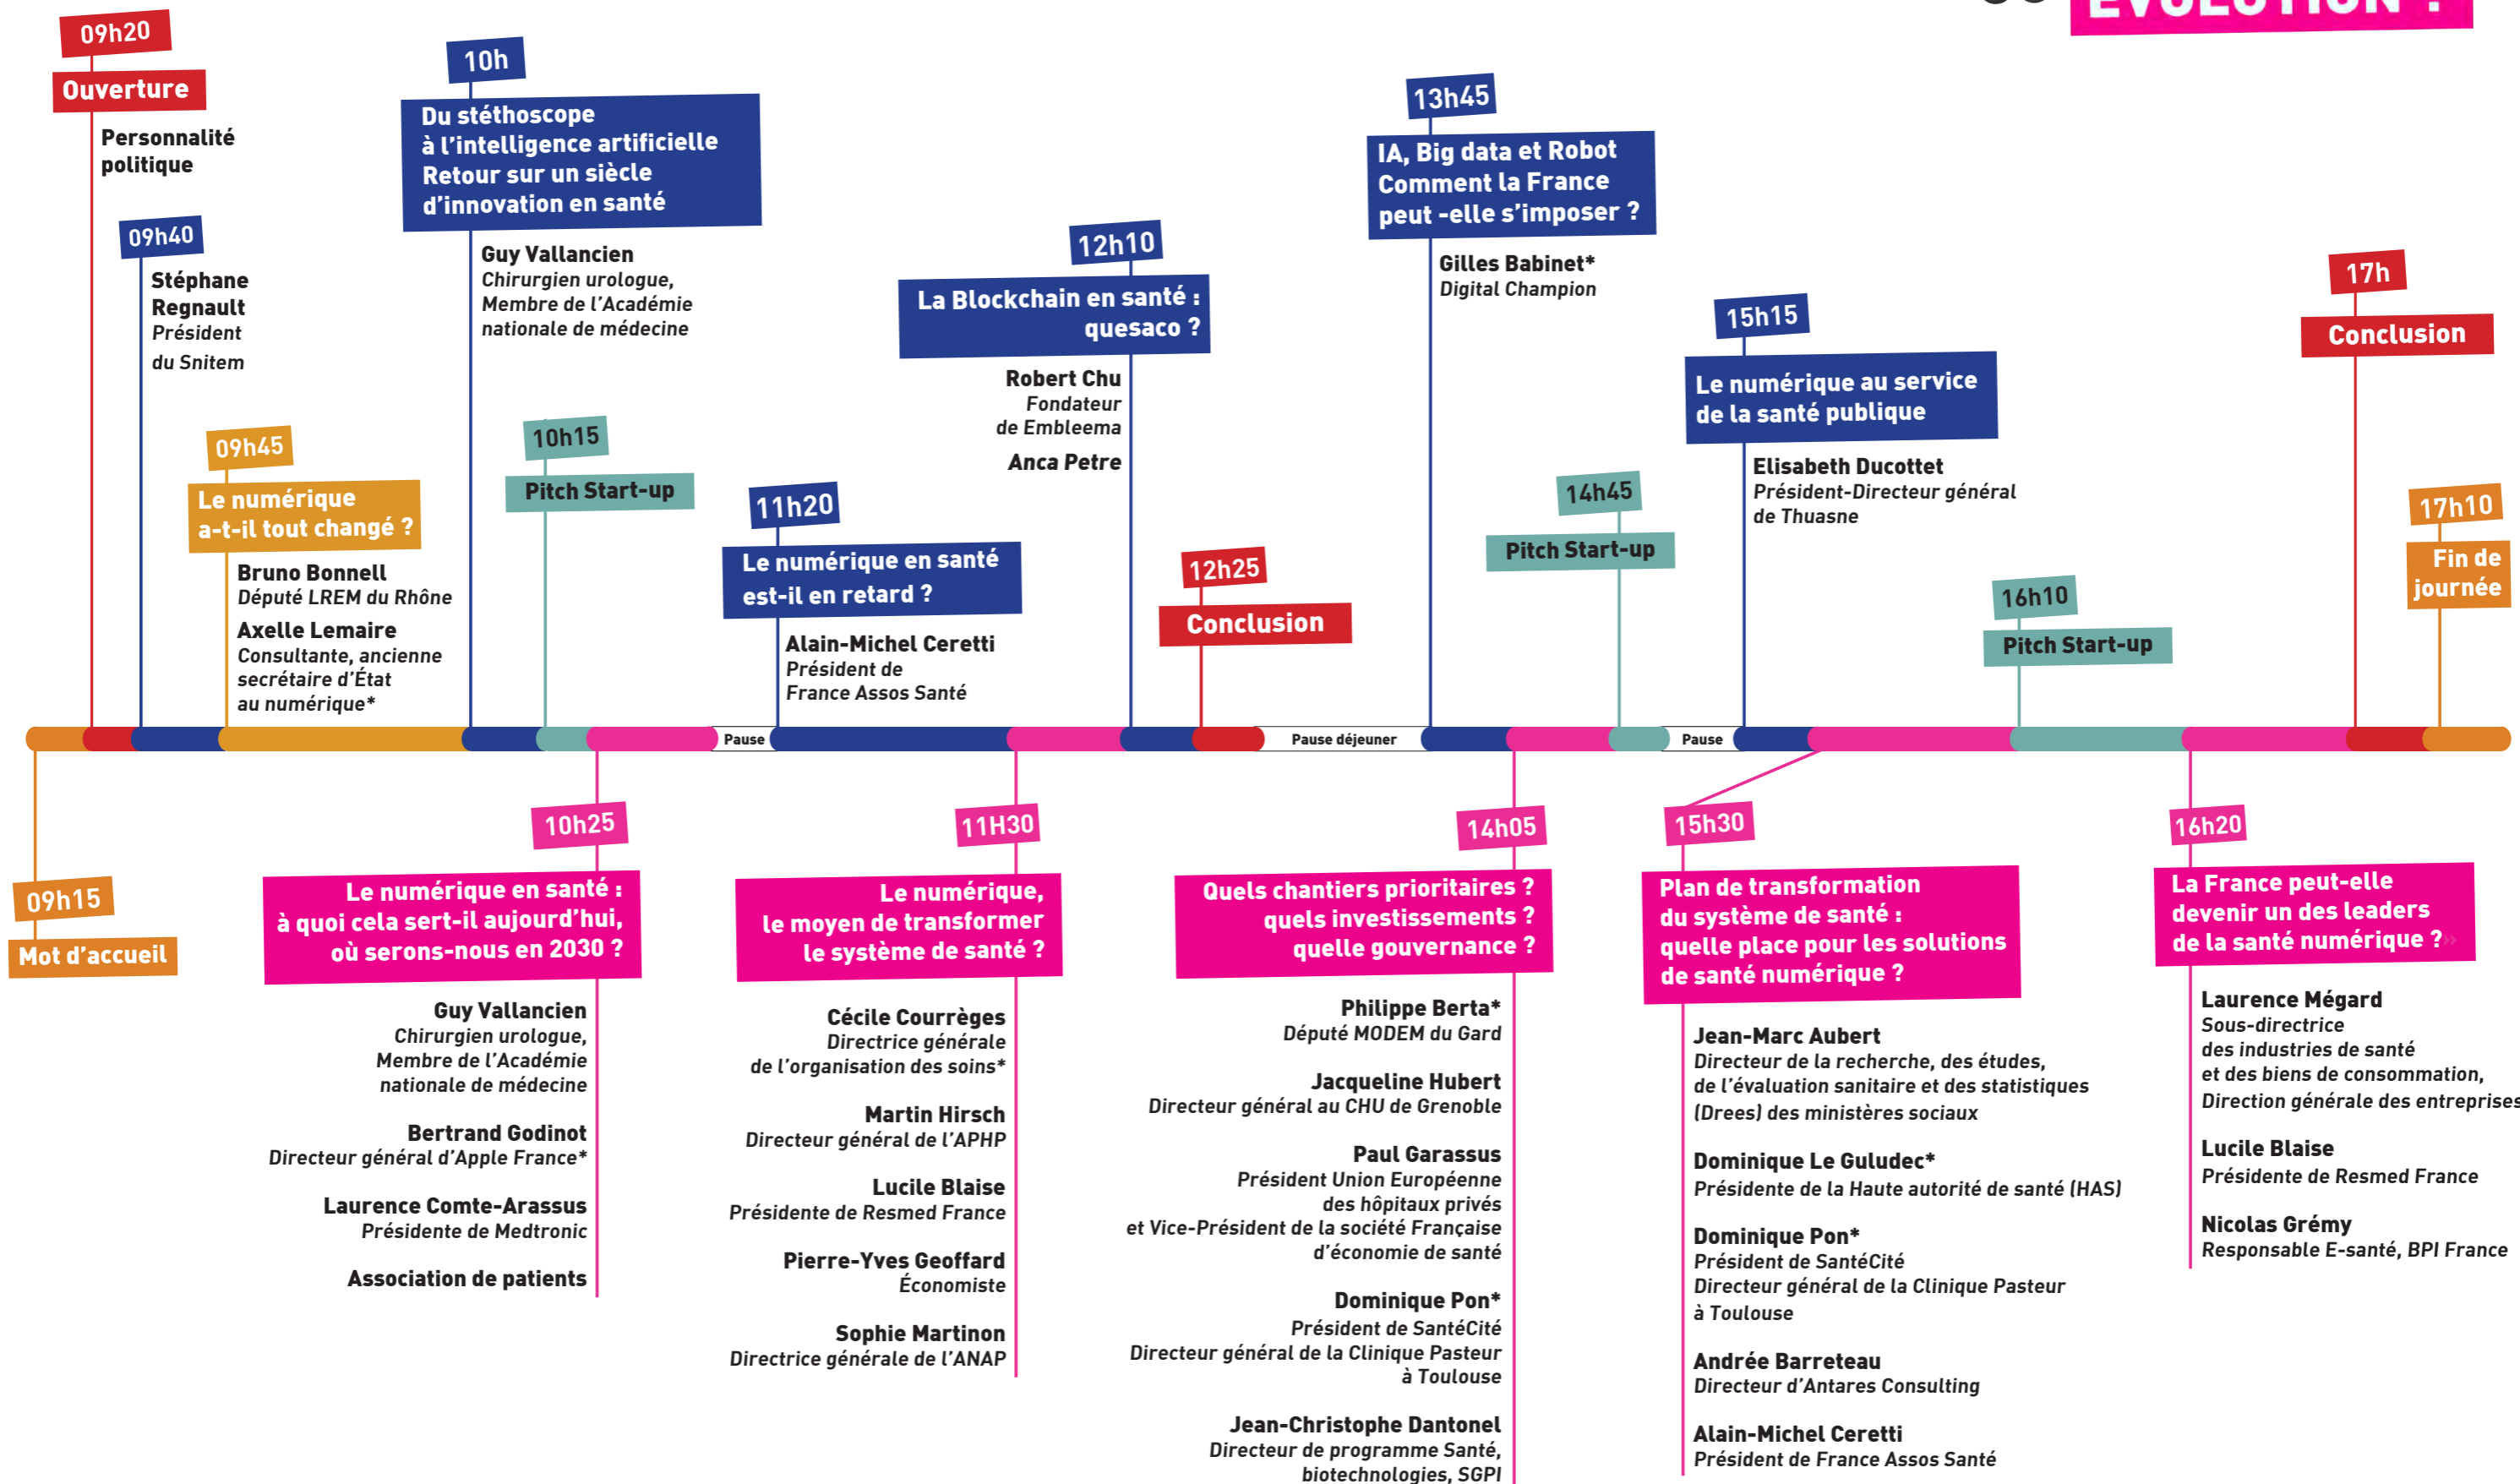 ÉVOLUTION ?
09h20
Ouverture
Personnalité
politique
09h40
Stéphane
Regnault
Président
du Snitem
09h45
Le numérique
a-t-il tout changé ?
Bruno Bonnell
Député LREM du Rhône
Axelle Lemaire
Consultante, ancienne
secrétaire d'État
au numérique*
10h
Du stéthoscope
à l'intelligence artificielle
Retour sur un siècle
d'innovation en santé
Guy Vallancien
Chirurgien urologue,
Membre de l'Académie
nationale de médecine
10h15
Pitch Start-up
11h20
Le numérique en santé
est-il en retard ?
Alain-Michel Ceretti
Président de
France Assos Santé
12h10
La Blockchain en santé :
quesaco ?
Robert Chu
Fondateur
de Embleema
Anca Petre
12h25
Conclusion
13h45
IA, Big data et Robot
Comment la France
peut -elle s'imposer ?
Gilles Babinet*
Digital Champion
14h45
Pitch Start-up
15h15
Le numérique au service
de la santé publique
Elisabeth Ducottet
Président-Directeur général
de Thuasne
16h10
Pitch Start-up
17h
Conclusion
17h10
Fin de
journée
Pause
Pause déjeuner
Pause
09h15
Mot d'accueil
10h25
Le numérique en santé :
à quoi cela sert-il aujourd'hui,
où serons-nous en 2030 ?
Guy Vallancien
Chirurgien urologue,
Membre de l'Académie
nationale de médecine
Bertrand Godinot
Directeur général d'Apple France*
Laurence Comte-Arassus
Présidente de Medtronic
Association de patients
11H30
Le numérique,
le moyen de transformer
le système de santé ?
Cécile Courrèges
Directrice générale
de l'organisation des soins*
Martin Hirsch
Directeur général de l'APHP
Lucile Blaise
Présidente de Resmed France
Pierre-Yves Geoffard
Économiste
Sophie Martinon
Directrice générale de l'ANAP
14h05
Quels chantiers prioritaires ?
quels investissements ?
quelle gouvernance ?
Philippe Berta*
Député MODEM du Gard
Jacqueline Hubert
Directeur général au CHU de Grenoble
Paul Garassus
Président Union Européenne
des hôpitaux privés
et Vice-Président de la société Française
d'économie de santé
Dominique Pon*
Président de SantéCité
Directeur général de la Clinique Pasteur
à Toulouse
Jean-Christophe Dantonel
Directeur de programme Santé,
biotechnologies, SGPI
15h30
Plan de transformation
du système de santé :
quelle place pour les solutions
de santé numérique ?
Jean-Marc Aubert
Directeur de la recherche, des études,
de l'évaluation sanitaire et des statistiques
(Drees) des ministères sociaux
Dominique Le Guludec*
Présidente de la Haute autorité de santé (HAS)
Dominique Pon*
Président de SantéCité
Directeur général de la Clinique Pasteur
à Toulouse
Andrée Barreteau
Directeur d'Antares Consulting
Alain-Michel Ceretti
Président de France Assos Santé
16h20
La France peut-elle
devenir un des leaders
de la santé numérique ?»
Laurence Mégard
Sous-directrice
des industries de santé
et des biens de consommation,
Direction générale des entreprises
Lucile Blaise
Présidente de Resmed France
Nicolas Grémy
Responsable E-santé, BPI France